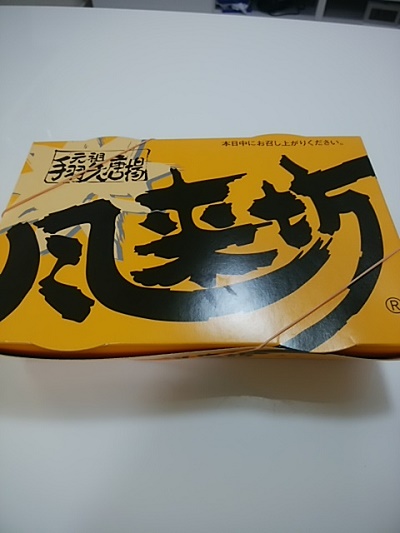 元祖
手羽先唐揚
本日中にお召し上がりください。
風来坊
®